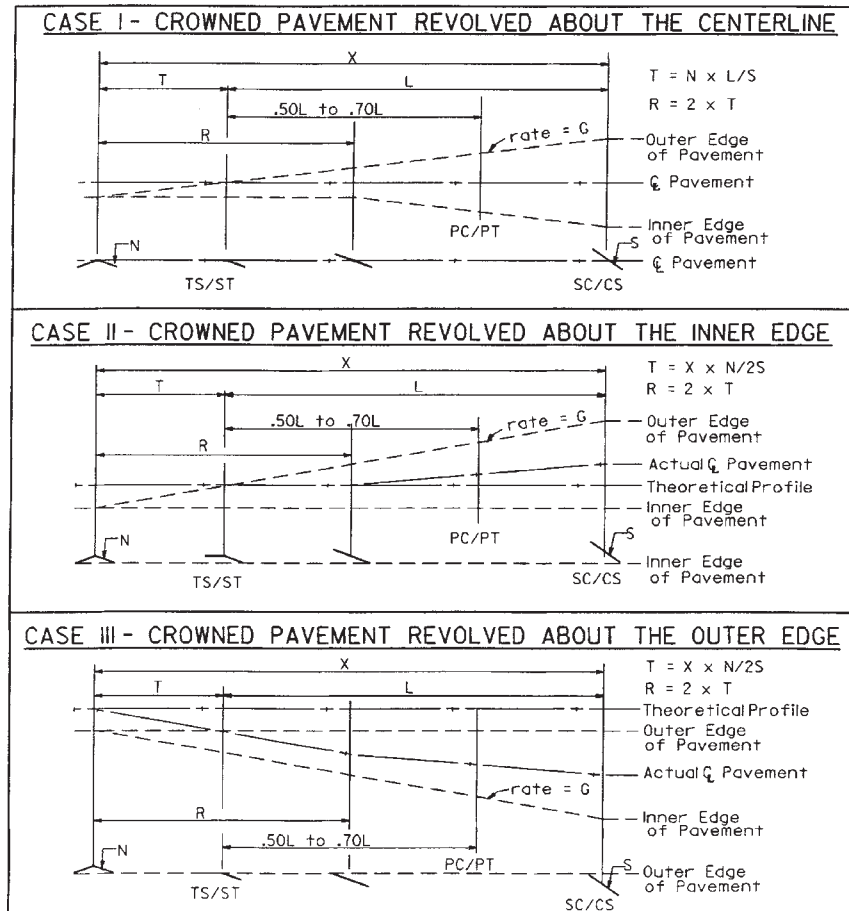 CASE I - CROWNED PAVEMENT REVOLVED ABOUT THE CENTERLINE
X
T = N x L/S
T
L
R = 2 x T
.50L to .70L
rate = G
R
Outer Edge
of Pavement
℄ Pavement
Inner Edge
of Pavement
PC/PT
N
S
℄ Pavement
TS/ST
SC/CS
CASE II - CROWNED PAVEMENT REVOLVED ABOUT THE INNER EDGE
X
T = X x N/2S
T
L
R = 2 x T
.50L to .70L
rate = G
Outer Edge
of Pavement
R
Actual ℄ Pavement
Theoretical Profile
Inner Edge
of Pavement
PC/PT
N
S
Inner Edge
of Pavement
TS/ST
SC/CS
CASE III - CROWNED PAVEMENT REVOLVED ABOUT THE OUTER EDGE
X
T = X x N/2S
T
L
R = 2 x T
Theoretical Profile
Outer Edge
of Pavement
Actual ℄ Pavement
rate = G
R
Inner Edge
of Pavement
.50L to .70L
PC/PT
N
S
Outer Edge
of Pavement
TS/ST
SC/CS